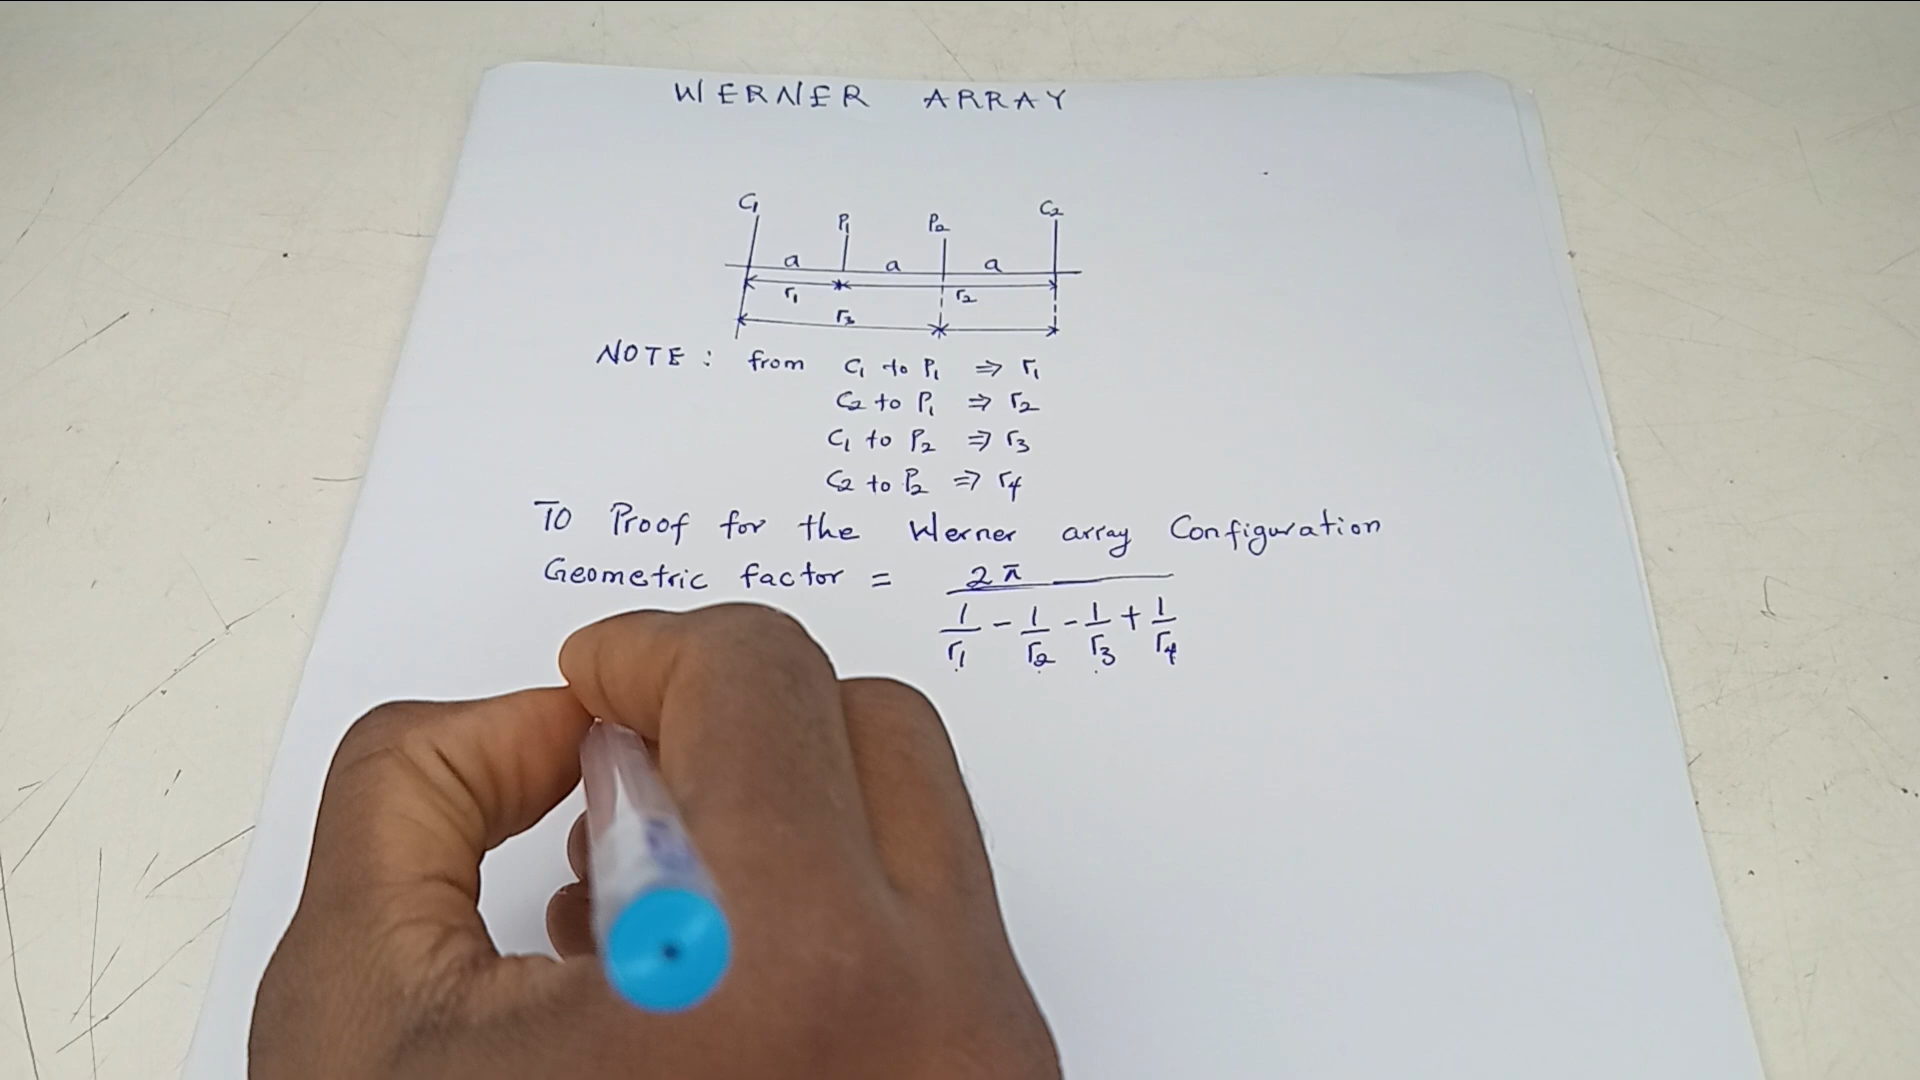 WERNER ARRAY
C₁ P₁ P₂ C₂
a a a
r₁ r₂
r₃
NOTE: from C₁ to P₁ ⇒ r₁
C₂ to P₁ ⇒ r₂
C₁ to P₂ ⇒ r₃
C₂ to P₂ ⇒ r₄
TO Proof for the Werner array Configuration
Geometric factor = 2π / (1/r₁ - 1/r₂ - 1/r₃ + 1/r₄)